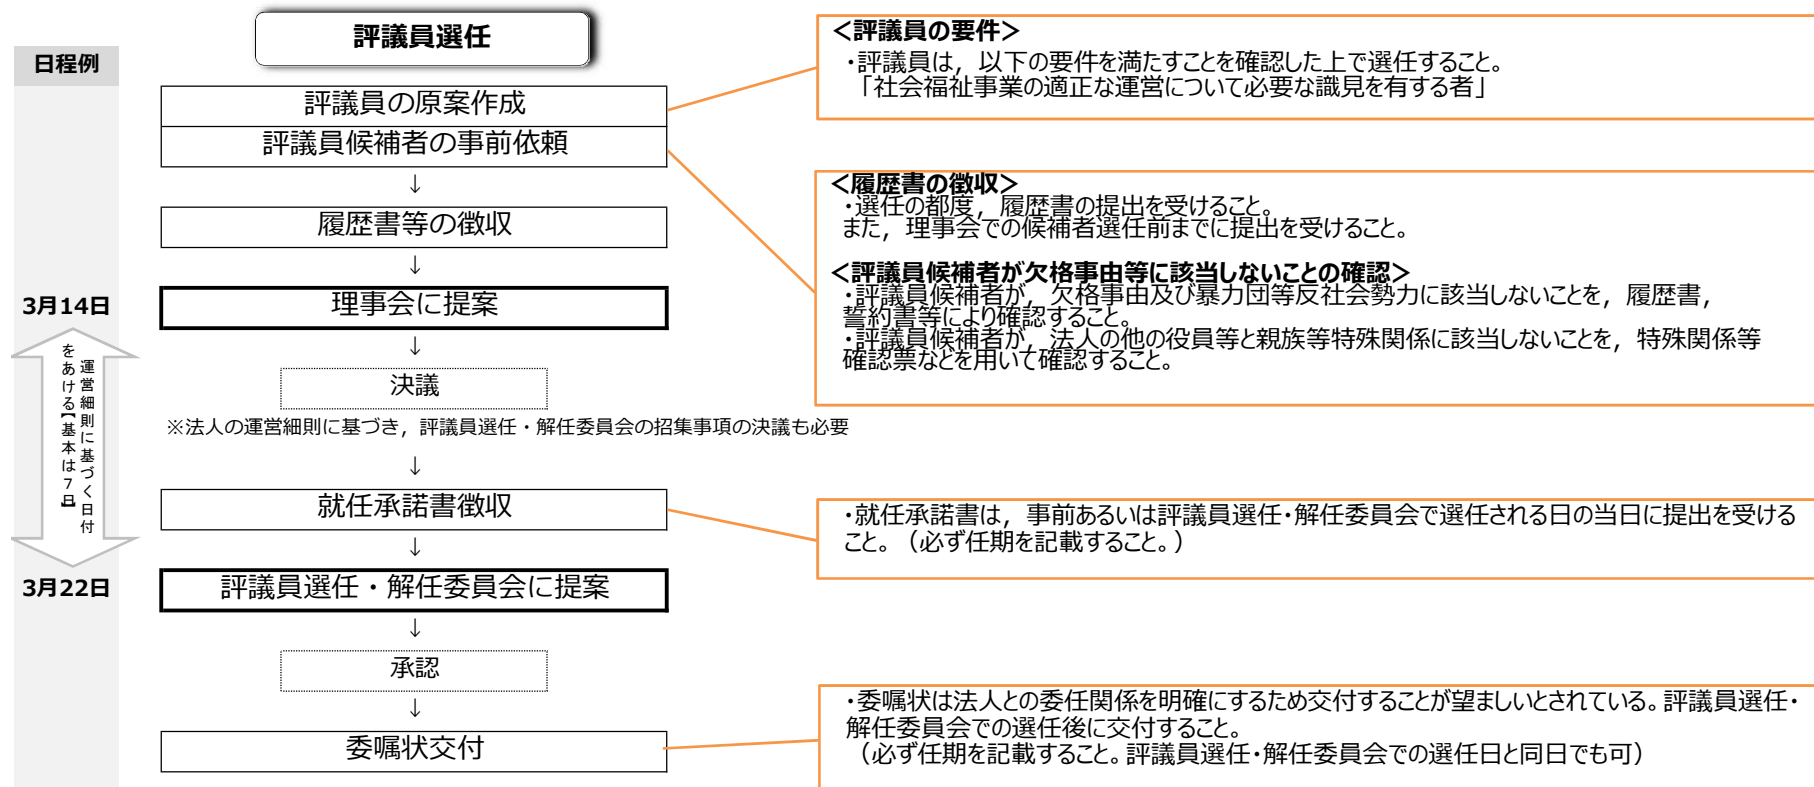 評議員選任
日程例
評議員の原案作成
評議員候補者の事前依頼
↓
履歴書等の徴収
↓
3月14日
理事会に提案
↓
決議
※法人の運営細則に基づき，評議員選任・解任委員会の招集事項の決議も必要
↓
運営細則に基づく日付
をあける【基本は７日】
就任承諾書徴収
↓
3月22日
評議員選任・解任委員会に提案
↓
承認
↓
委嘱状交付
＜評議員の要件＞
・評議員は，以下の要件を満たすことを確認した上で選任すること。
「社会福祉事業の適正な運営について必要な識見を有する者」
＜履歴書の徴収＞
・選任の都度，履歴書の提出を受けること。
また，理事会での候補者選任前までに提出を受けること。
＜評議員候補者が欠格事由等に該当しないことの確認＞
・評議員候補者が，欠格事由及び暴力団等反社会勢力に該当しないことを，履歴書，
誓約書等により確認すること。
・評議員候補者が，法人の他の役員等と親族等特殊関係に該当しないことを，特殊関係等
確認票などを用いて確認すること。
・就任承諾書は，事前あるいは評議員選任・解任委員会で選任される日の当日に提出を受ける
こと。（必ず任期を記載すること。）
・委嘱状は法人との委任関係を明確にするため交付することが望ましいとされている。評議員選任・
解任委員会での選任後に交付すること。
（必ず任期を記載すること。評議員選任・解任委員会での選任日と同日でも可）